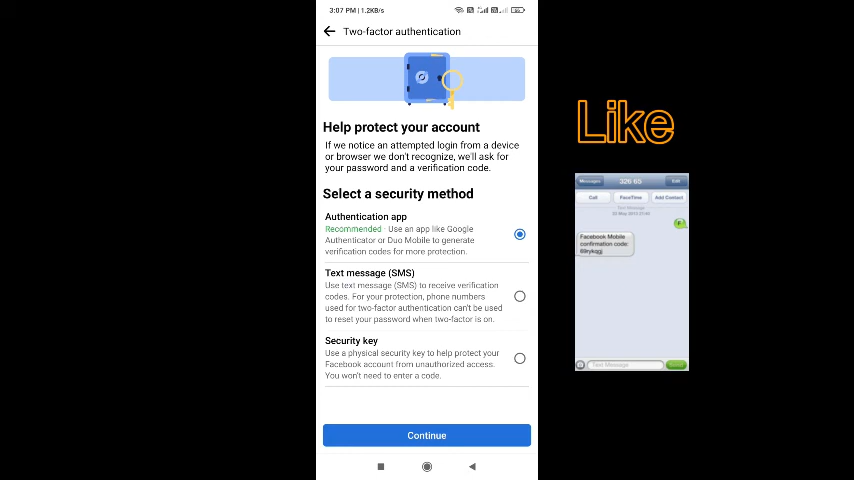 3:07 PM | 1.2KB/s
Two-factor authentication
Help protect your account
If we notice an attempted login from a device
or browser we don't recognize, we'll ask for
your password and a verification code.
Select a security method
Authentication app
Recommended · Use an app like Google
Authenticator or Duo Mobile to generate
verification codes for more protection.
Text message (SMS)
Use text message (SMS) to receive verification
codes. For your protection, phone numbers
used for two-factor authentication can't be used
to reset your password when two-factor is on.
Security key
Use a physical security key to help protect your
Facebook account from unauthorized access.
You won't need to enter a code.
Continue
Like
Messages
326 65
Edit
Call
FaceTime
Add Contact
Text Message
F
Facebook Mobile
confirmation code:
Text Message
Send